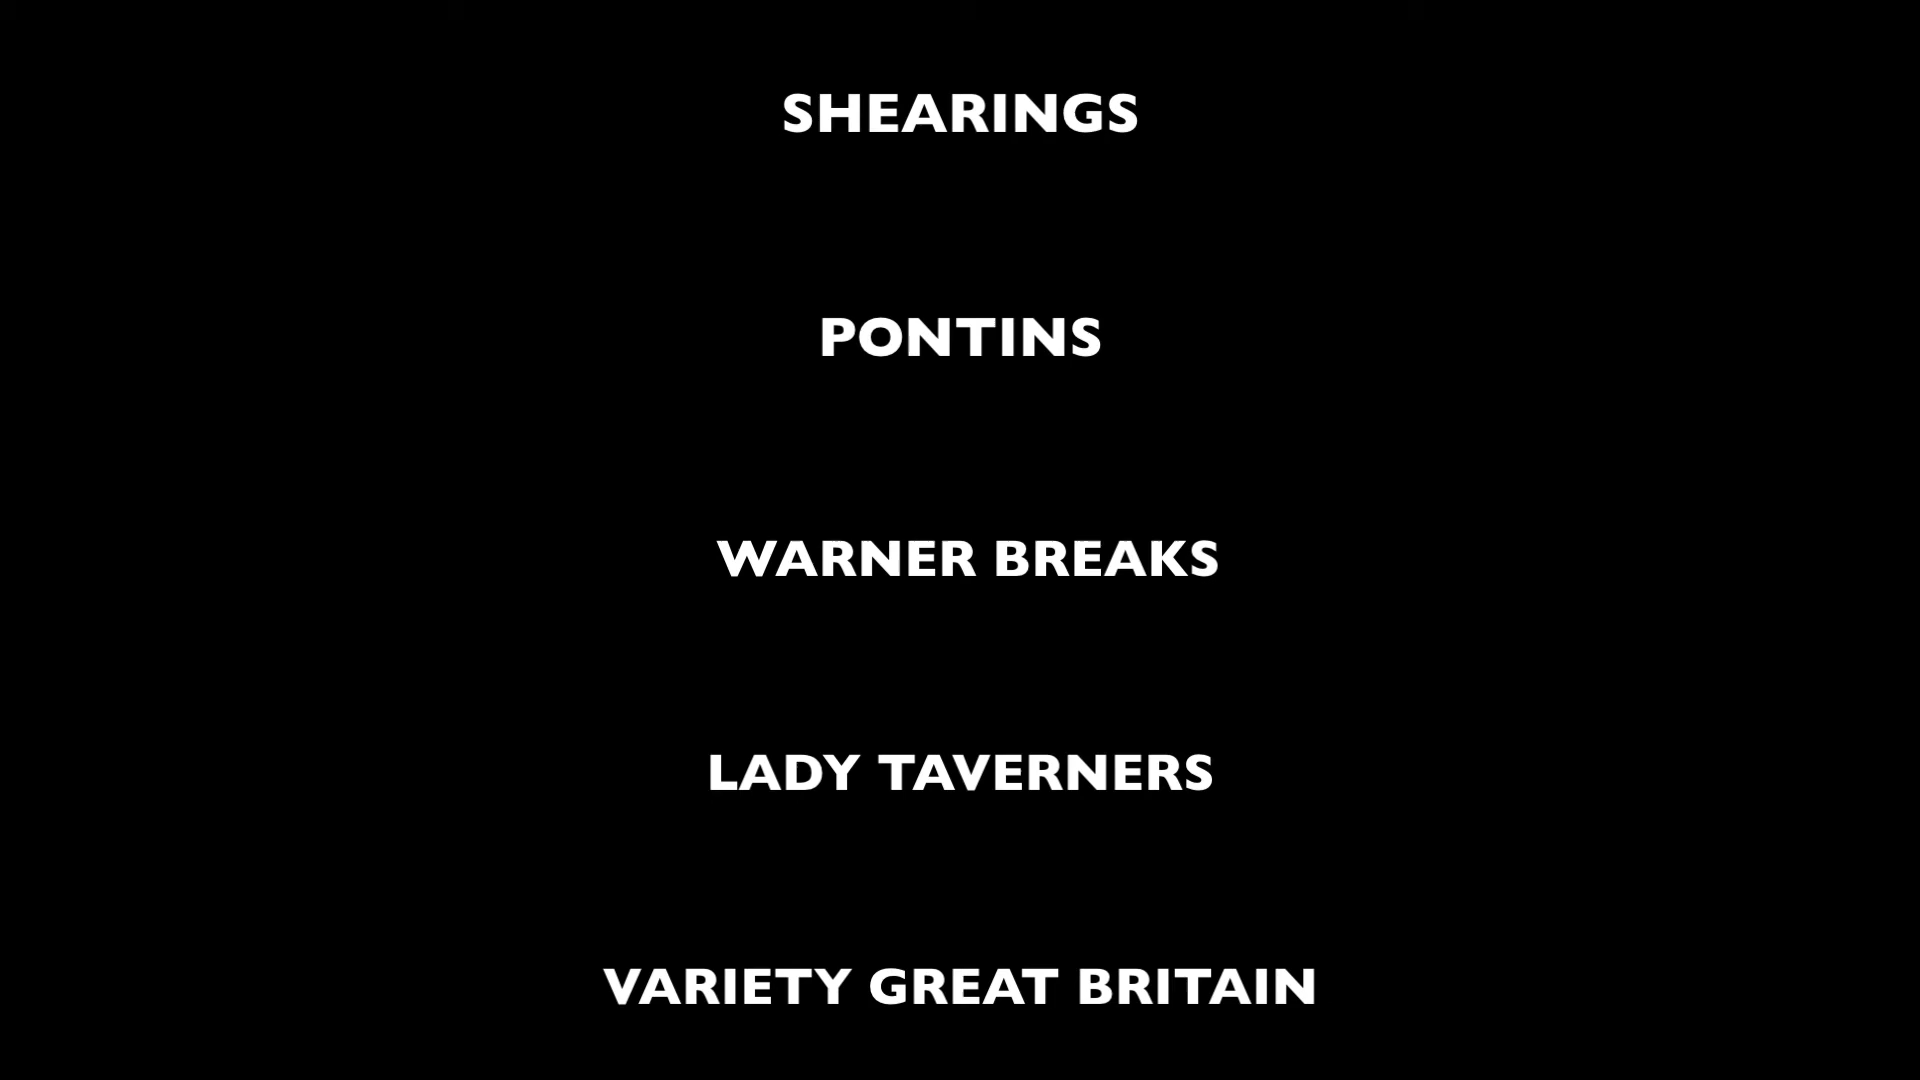 SHEARINGS
PONTINS
WARNER BREAKS
LADY TAVERNERS
VARIETY GREAT BRITAIN